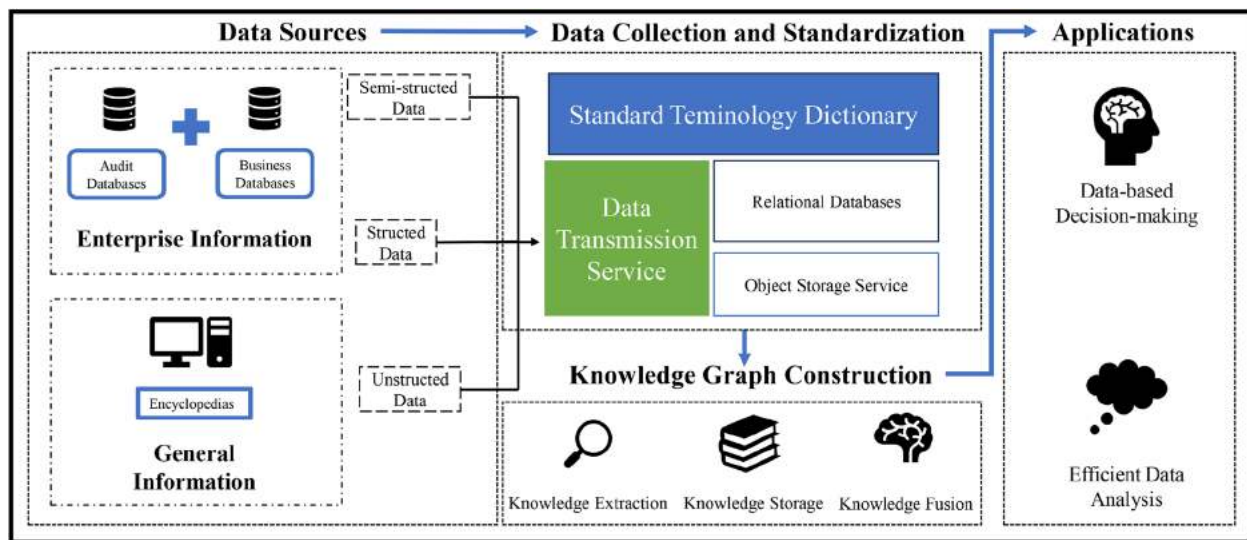 Data Sources
Data Collection and Standardization
Applications
Audit
Databases
Business
Databases
Enterprise Information
Encyclopedias
General
Information
Semi-structed
Data
Structed
Data
Unstructed
Data
Standard Teminology Dictionary
Data
Transmission
Service
Relational Databases
Object Storage Service
Knowledge Graph Construction
Knowledge Extraction
Knowledge Storage
Knowledge Fusion
Data-based
Decision-making
Efficient Data
Analysis